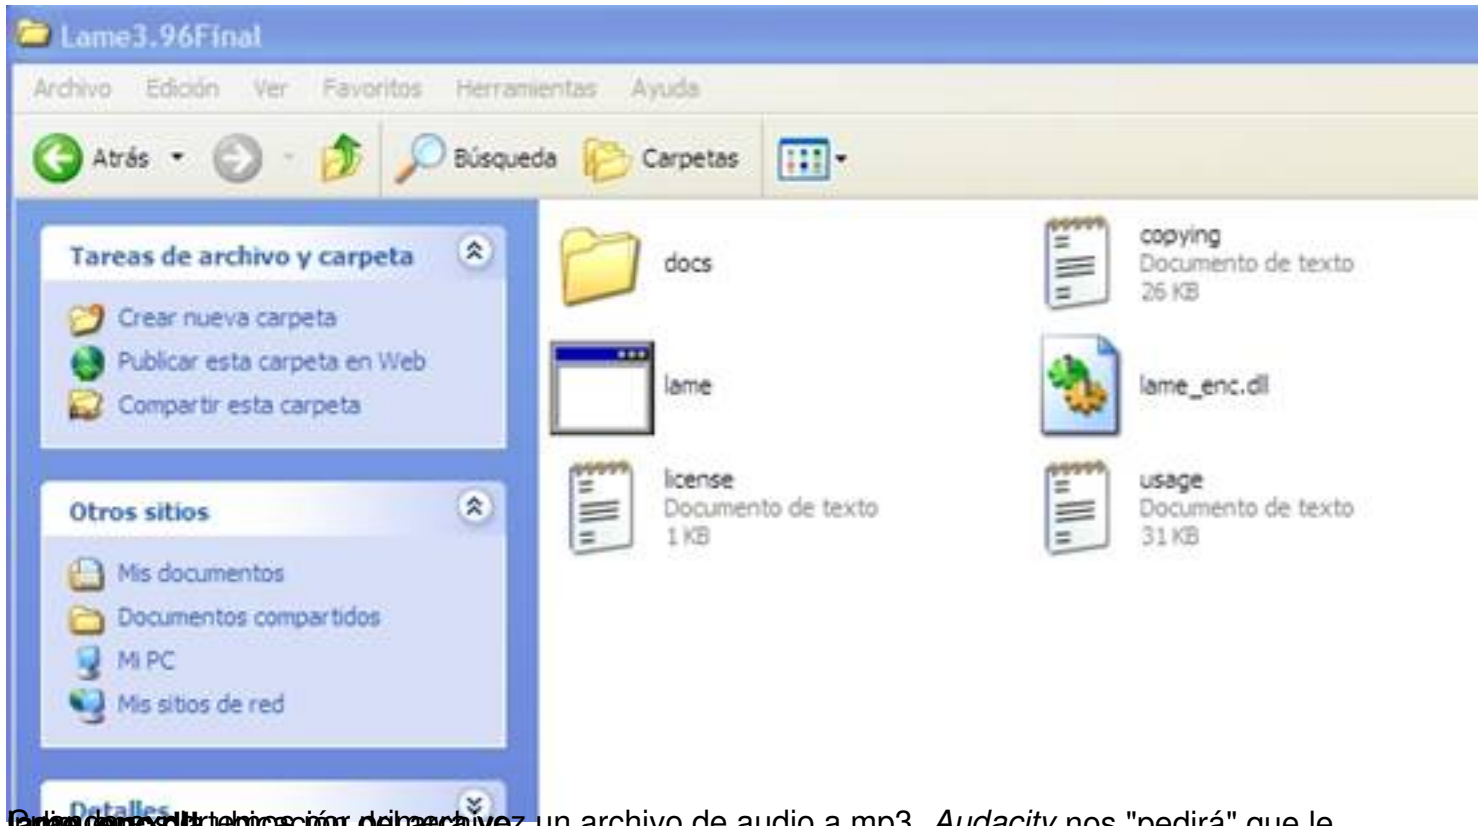 Lame3.96Final
Archivo Edición Ver Favoritos Herramientas Ayuda
Atrás Búsqueda Carpetas
Tareas de archivo y carpeta
Crear nueva carpeta
Publicar esta carpeta en Web
Compartir esta carpeta
Otros sitios
Mis documentos
Documentos compartidos
Mi PC
Mis sitios de red
Detalles
docs
copying
Documento de texto
26 KB
lame
lame_enc.dll
license
Documento de texto
1 KB
usage
Documento de texto
31 KB
un archivo de audio a mp3, Audacity nos "pedirá" que le